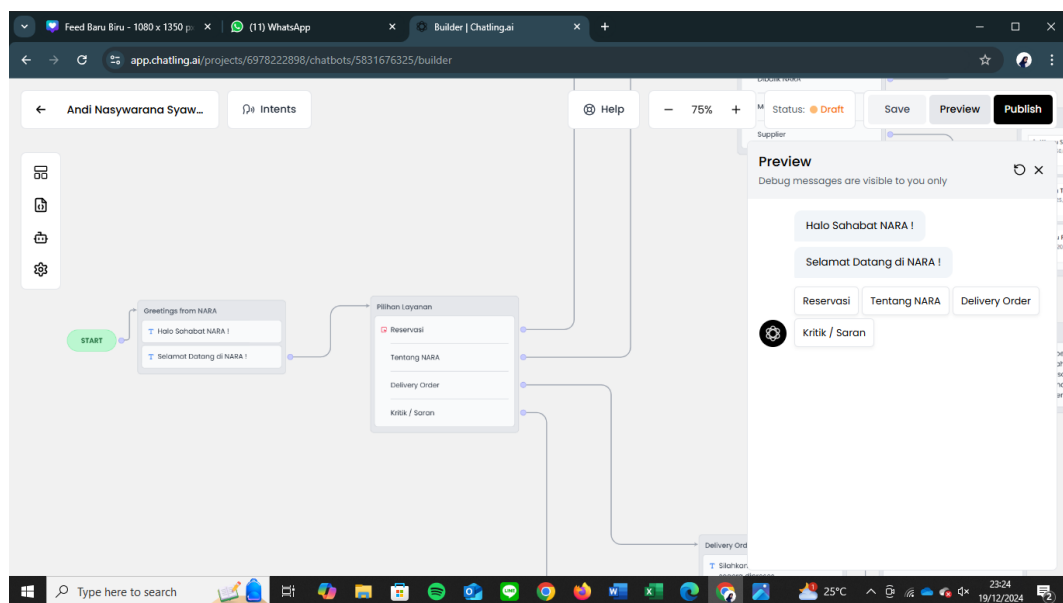 Feed Baru Biru - 1080 x 1350 p
(11) WhatsApp
Builder | Chatling.ai
app.chatling.ai/projects/6978222898/chatbots/5831676325/builder
Andi Nasywarana Syaw...
Intents
Help
75%
Status: Draft
Save
Preview
Publish
Supplier
Preview
Debug messages are visible to you only
Halo Sahabat NARA !
Selamat Datang di NARA !
Reservasi
Tentang NARA
Delivery Order
Kritik / Saran
START
Greetings from NARA
T Halo Sahabat NARA !
T Selamat Datang di NARA !
Pilihan Layanan
Reservasi
Tentang NARA
Delivery Order
Kritik / Saran
Delivery Ord
T Silahkan
Type here to search
25°C
23:24
19/12/2024